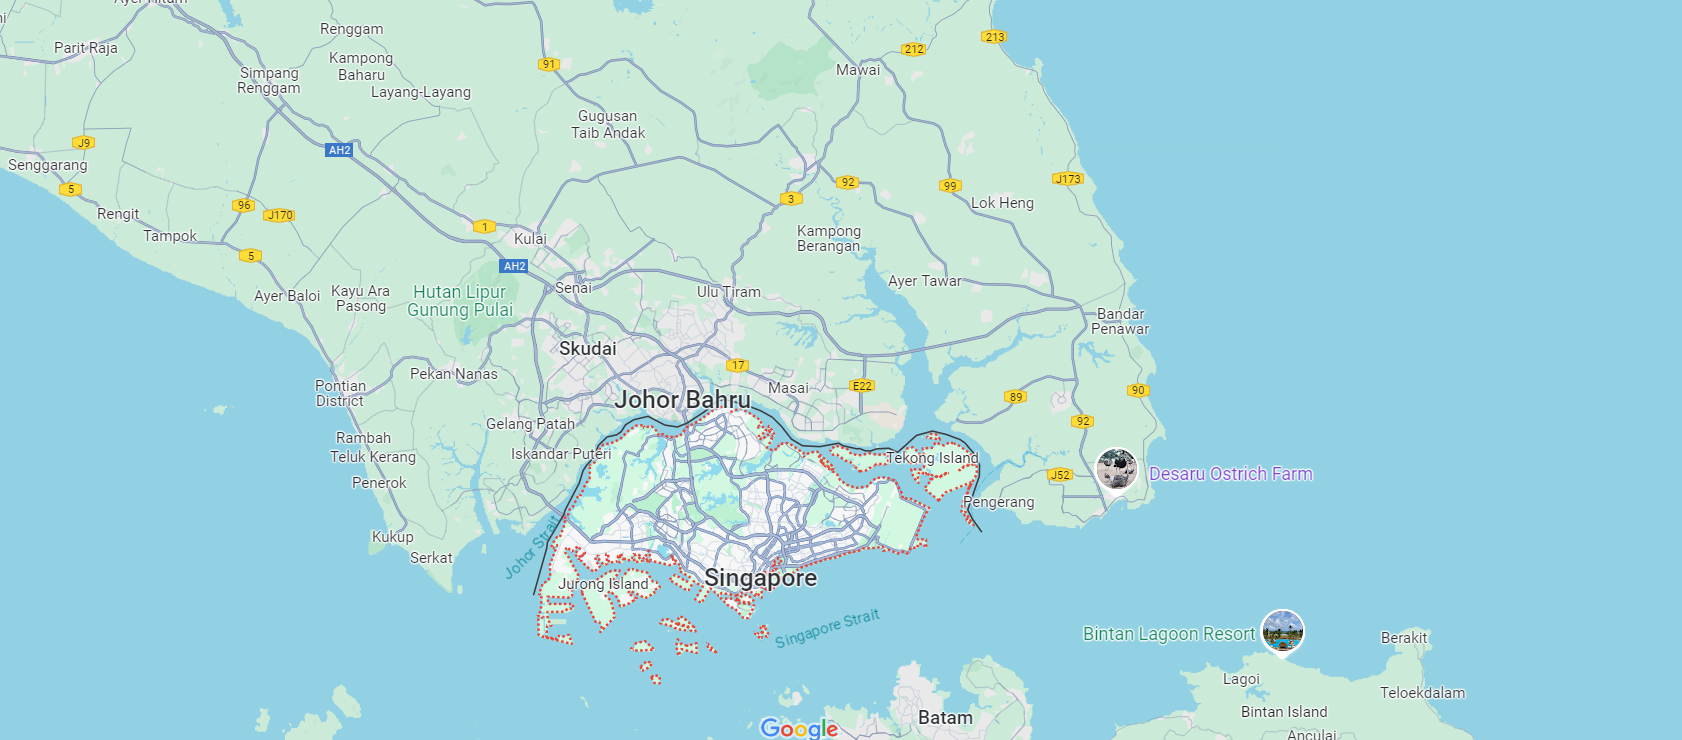 Renggam
Parit Raja
Kampong
Baharu
Simpang
Renggam
Layang-Layang
91
212
213
Mawai
Gugusan
Taib Andak
J9
AH2
Senggarang
5
96
J170
Rengit
Tampok
1
Kulai
3
92
99
J173
Lok Heng
Kampong
Berangan
5
AH2
Ayer Baloi
Kayu Ara
Pasong
Hutan Lipur
Gunung Pulai
Senai
Ulu Tiram
Ayer Tawar
Bandar
Penawar
Skudai
17
Pekan Nanas
Pontian
District
Masai
E22
89
90
Johor Bahru
92
Gelang Patah
Rambah
Teluk Kerang
Iskandar Puteri
Tekong Island
Penerok
J52
Desaru Ostrich Farm
Pengerang
Kukup
Serkat
Johor Strait
Jurong Island
Singapore
Singapore Strait
Bintan Lagoon Resort
Berakit
Lagoi
Teloekdalam
Batam
Bintan Island
Google
Anculai